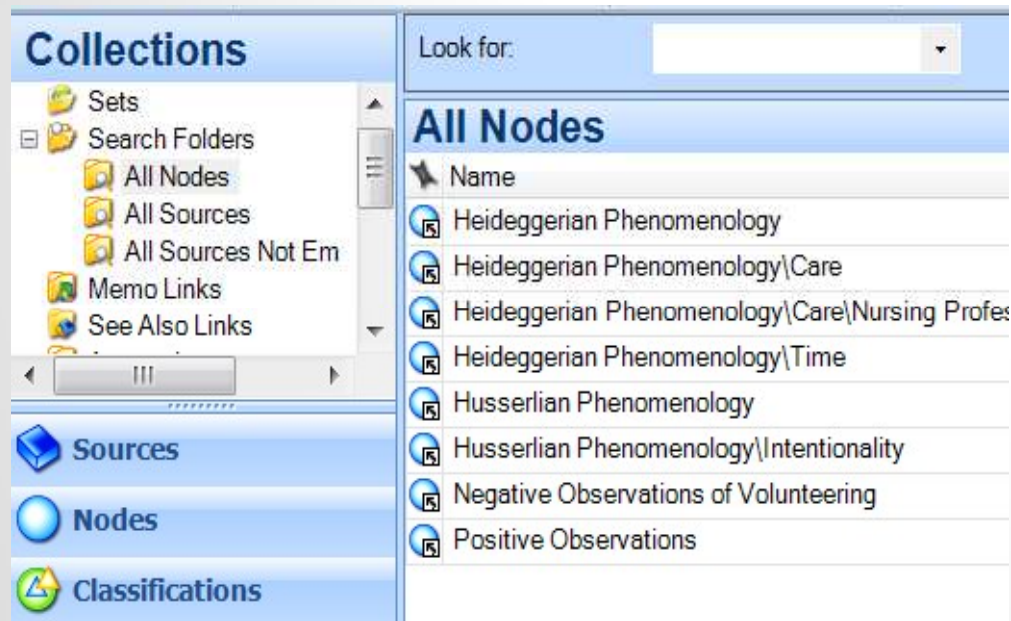 Collections
Sets
Search Folders
All Nodes
All Sources
All Sources Not Em
Memo Links
See Also Links
Sources
Nodes
Classifications
Look for:
All Nodes
Name
Heideggerian Phenomenology
Heideggerian Phenomenology\Care
Heideggerian Phenomenology\Care\Nursing Profes
Heideggerian Phenomenology\Time
Husserlian Phenomenology
Husserlian Phenomenology\Intentionality
Negative Observations of Volunteering
Positive Observations